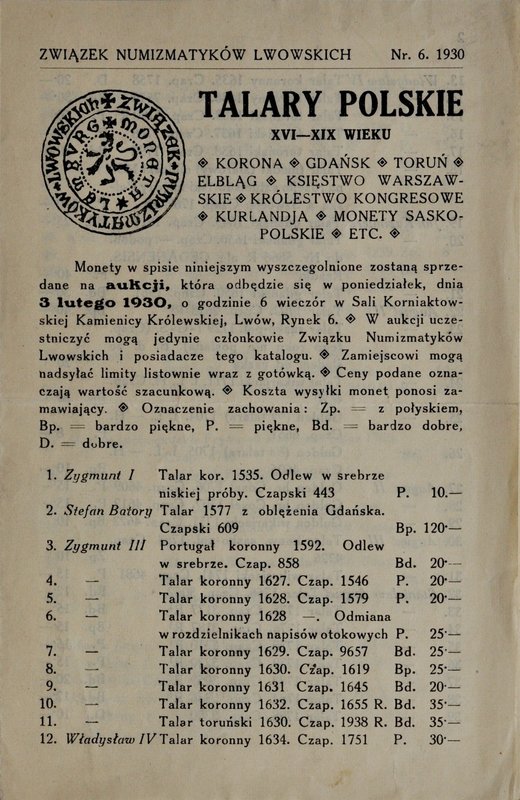 ZWIĄZEK NUMIZMATYKÓW LWOWSKICH Nr. 6. 1930
ZWIĄZEK NUMIZMATYKÓW LWOWSKICH
MONETA LEMBURG
TALARY POLSKIE
XVI—XIX WIEKU
◈ KORONA ◈ GDAŃSK ◈ TORUŃ ◈
ELBLĄG ◈ KSIĘSTWO WARSZAW-
SKIE ◈ KRÓLESTWO KONGRESOWE
◈ KURLANDJA ◈ MONETY SASKO-
POLSKIE ◈ ETC. ◈
Monety w spisie niniejszym wyszczegolnione zostaną sprze-
dane na aukcji, która odbędzie się w poniedziałek, dnia
3 lutego 1930, o godzinie 6 wieczór w Sali Korniaktow-
skiej Kamienicy Królewskiej, Lwów, Rynek 6. ◈ W aukcji ucze-
stniczyć mogą jedynie członkowie Związku Numizmatyków
Lwowskich i posiadacze tego katalogu. ◈ Zamiejscowi mogą
nadsyłać limity listownie wraz z gotówką. ◈ Ceny podane ozna-
czają wartość szacunkową. ◈ Koszta wysyłki monet ponosi za-
mawiający. ◈ Oznaczenie zachowania: Zp. = z połyskiem,
Bp. = bardzo piękne, P. = piękne, Bd. = bardzo dobre,
D. = dobre.
1. Zygmunt I Talar kor. 1535. Odlew w srebrze
niskiej próby. Czapski 443 P. 10.—
2. Stefan Batory Talar 1577 z oblężenia Gdańska.
Czapski 609 Bp. 120·—
3. Zygmunt III Portugał koronny 1592. Odlew
w srebrze. Czap. 858 Bd. 20·—
4. — Talar koronny 1627. Czap. 1546 P. 20·—
5. — Talar koronny 1628. Czap. 1579 P. 20·—
6. — Talar koronny 1628 —. Odmiana
w rozdzielnikach napisów otokowych P. 25·—
7. — Talar koronny 1629. Czap. 9657 Bd. 25·—
8. — Talar koronny 1630. Czap. 1619 Bp. 25·—
9. — Talar koronny 1631 Czap. 1645 Bd. 20·—
10. — Talar koronny 1632. Czap. 1655 R. Bd. 35·—
11. — Talar toruński 1630. Czap. 1938 R. Bd. 35·—
12. Władysław IV Talar koronny 1634. Czap. 1751 P. 30·—